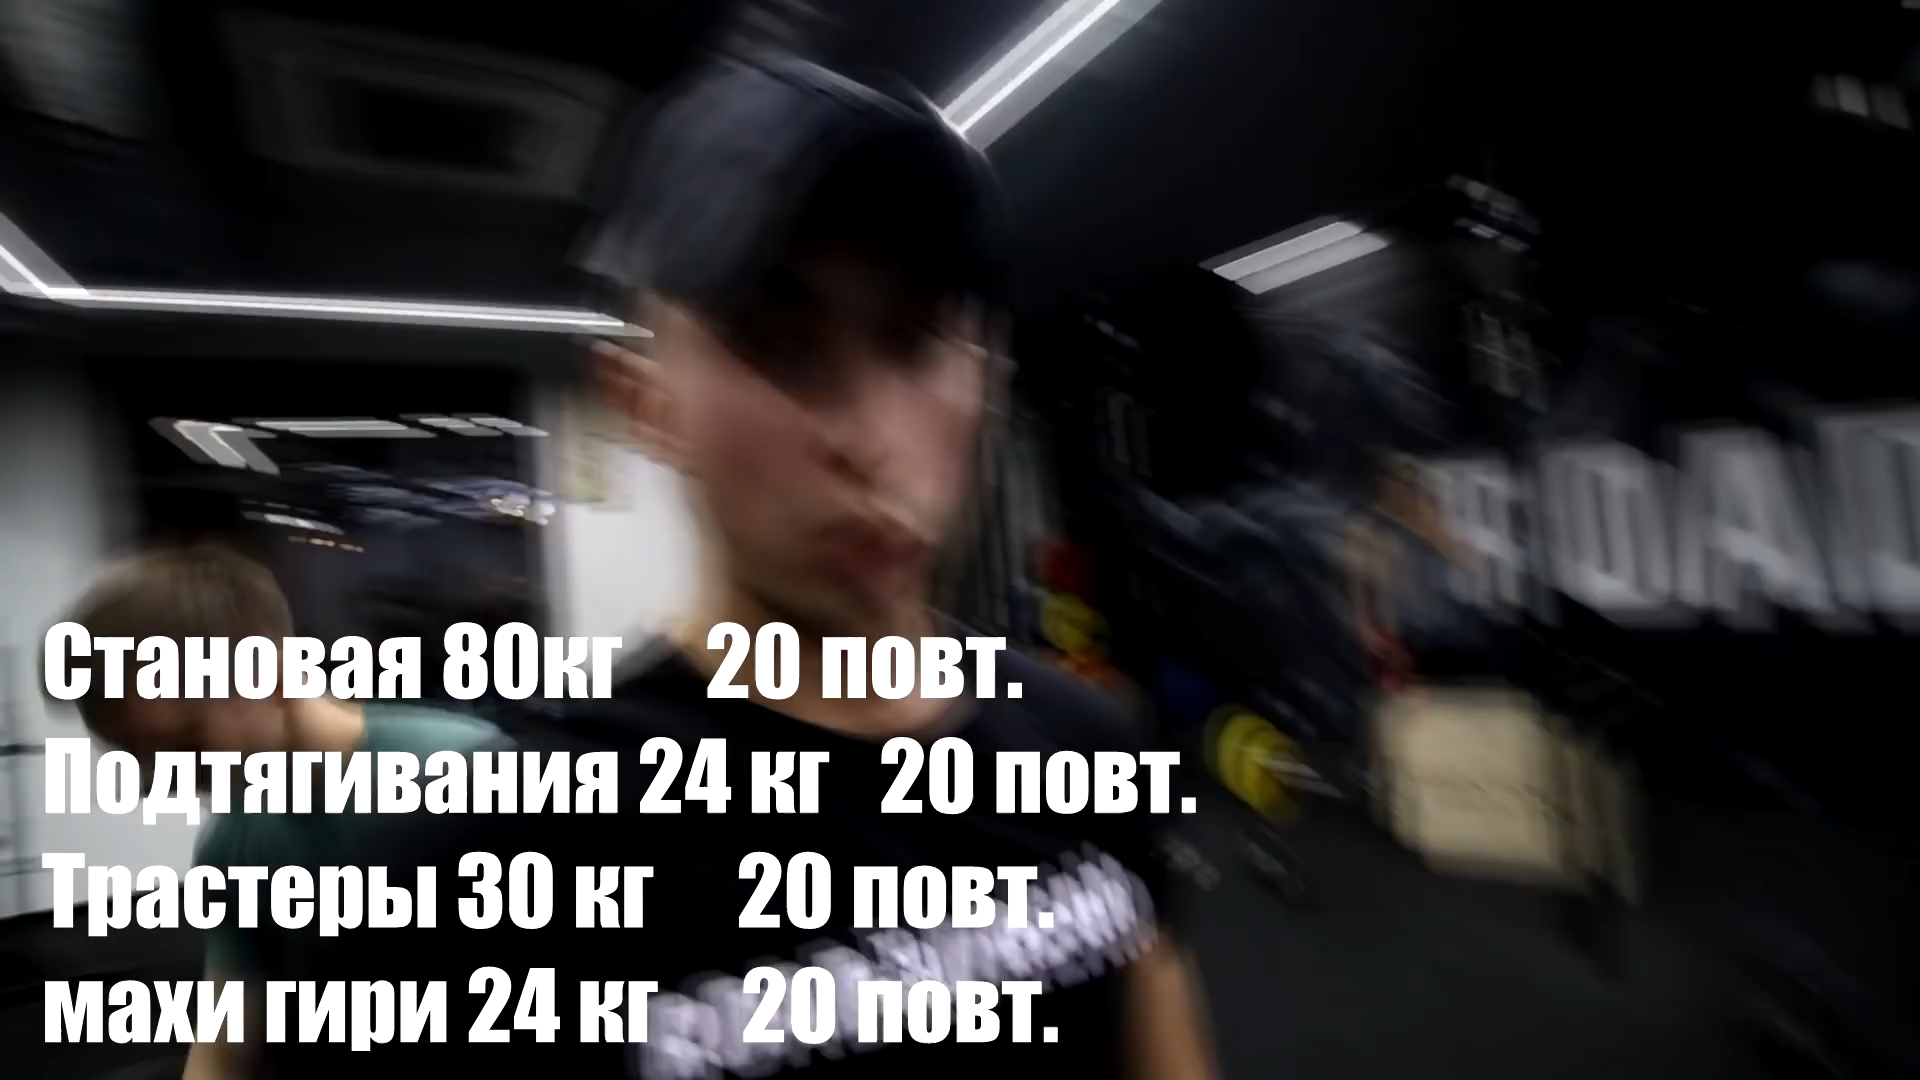 Становая 80кг 20 повт.
Подтягивания 24 кг 20 повт.
Трастеры 30 кг 20 повт.
махи гири 24 кг 20 повт.